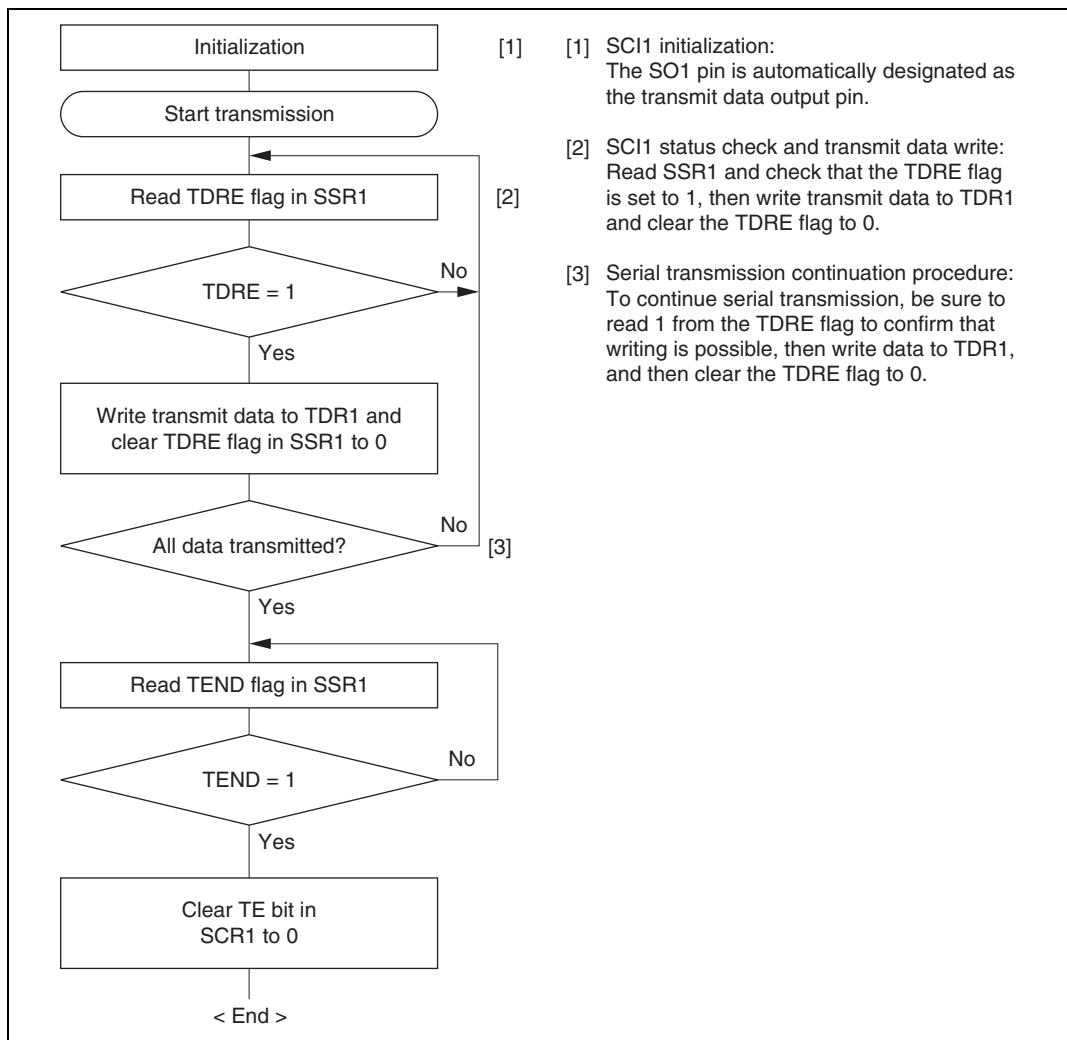 Initialization
[1]
Start transmission
Read TDRE flag in SSR1
[2]
TDRE = 1
No
Yes
Write transmit data to TDR1 and
clear TDRE flag in SSR1 to 0
All data transmitted?
No
[3]
Yes
Read TEND flag in SSR1
TEND = 1
No
Yes
Clear TE bit in
SCR1 to 0
< End >
[1] SCI1 initialization:
The SO1 pin is automatically designated as
the transmit data output pin.
[2] SCI1 status check and transmit data write:
Read SSR1 and check that the TDRE flag
is set to 1, then write transmit data to TDR1
and clear the TDRE flag to 0.
[3] Serial transmission continuation procedure:
To continue serial transmission, be sure to
read 1 from the TDRE flag to confirm that
writing is possible, then write data to TDR1,
and then clear the TDRE flag to 0.